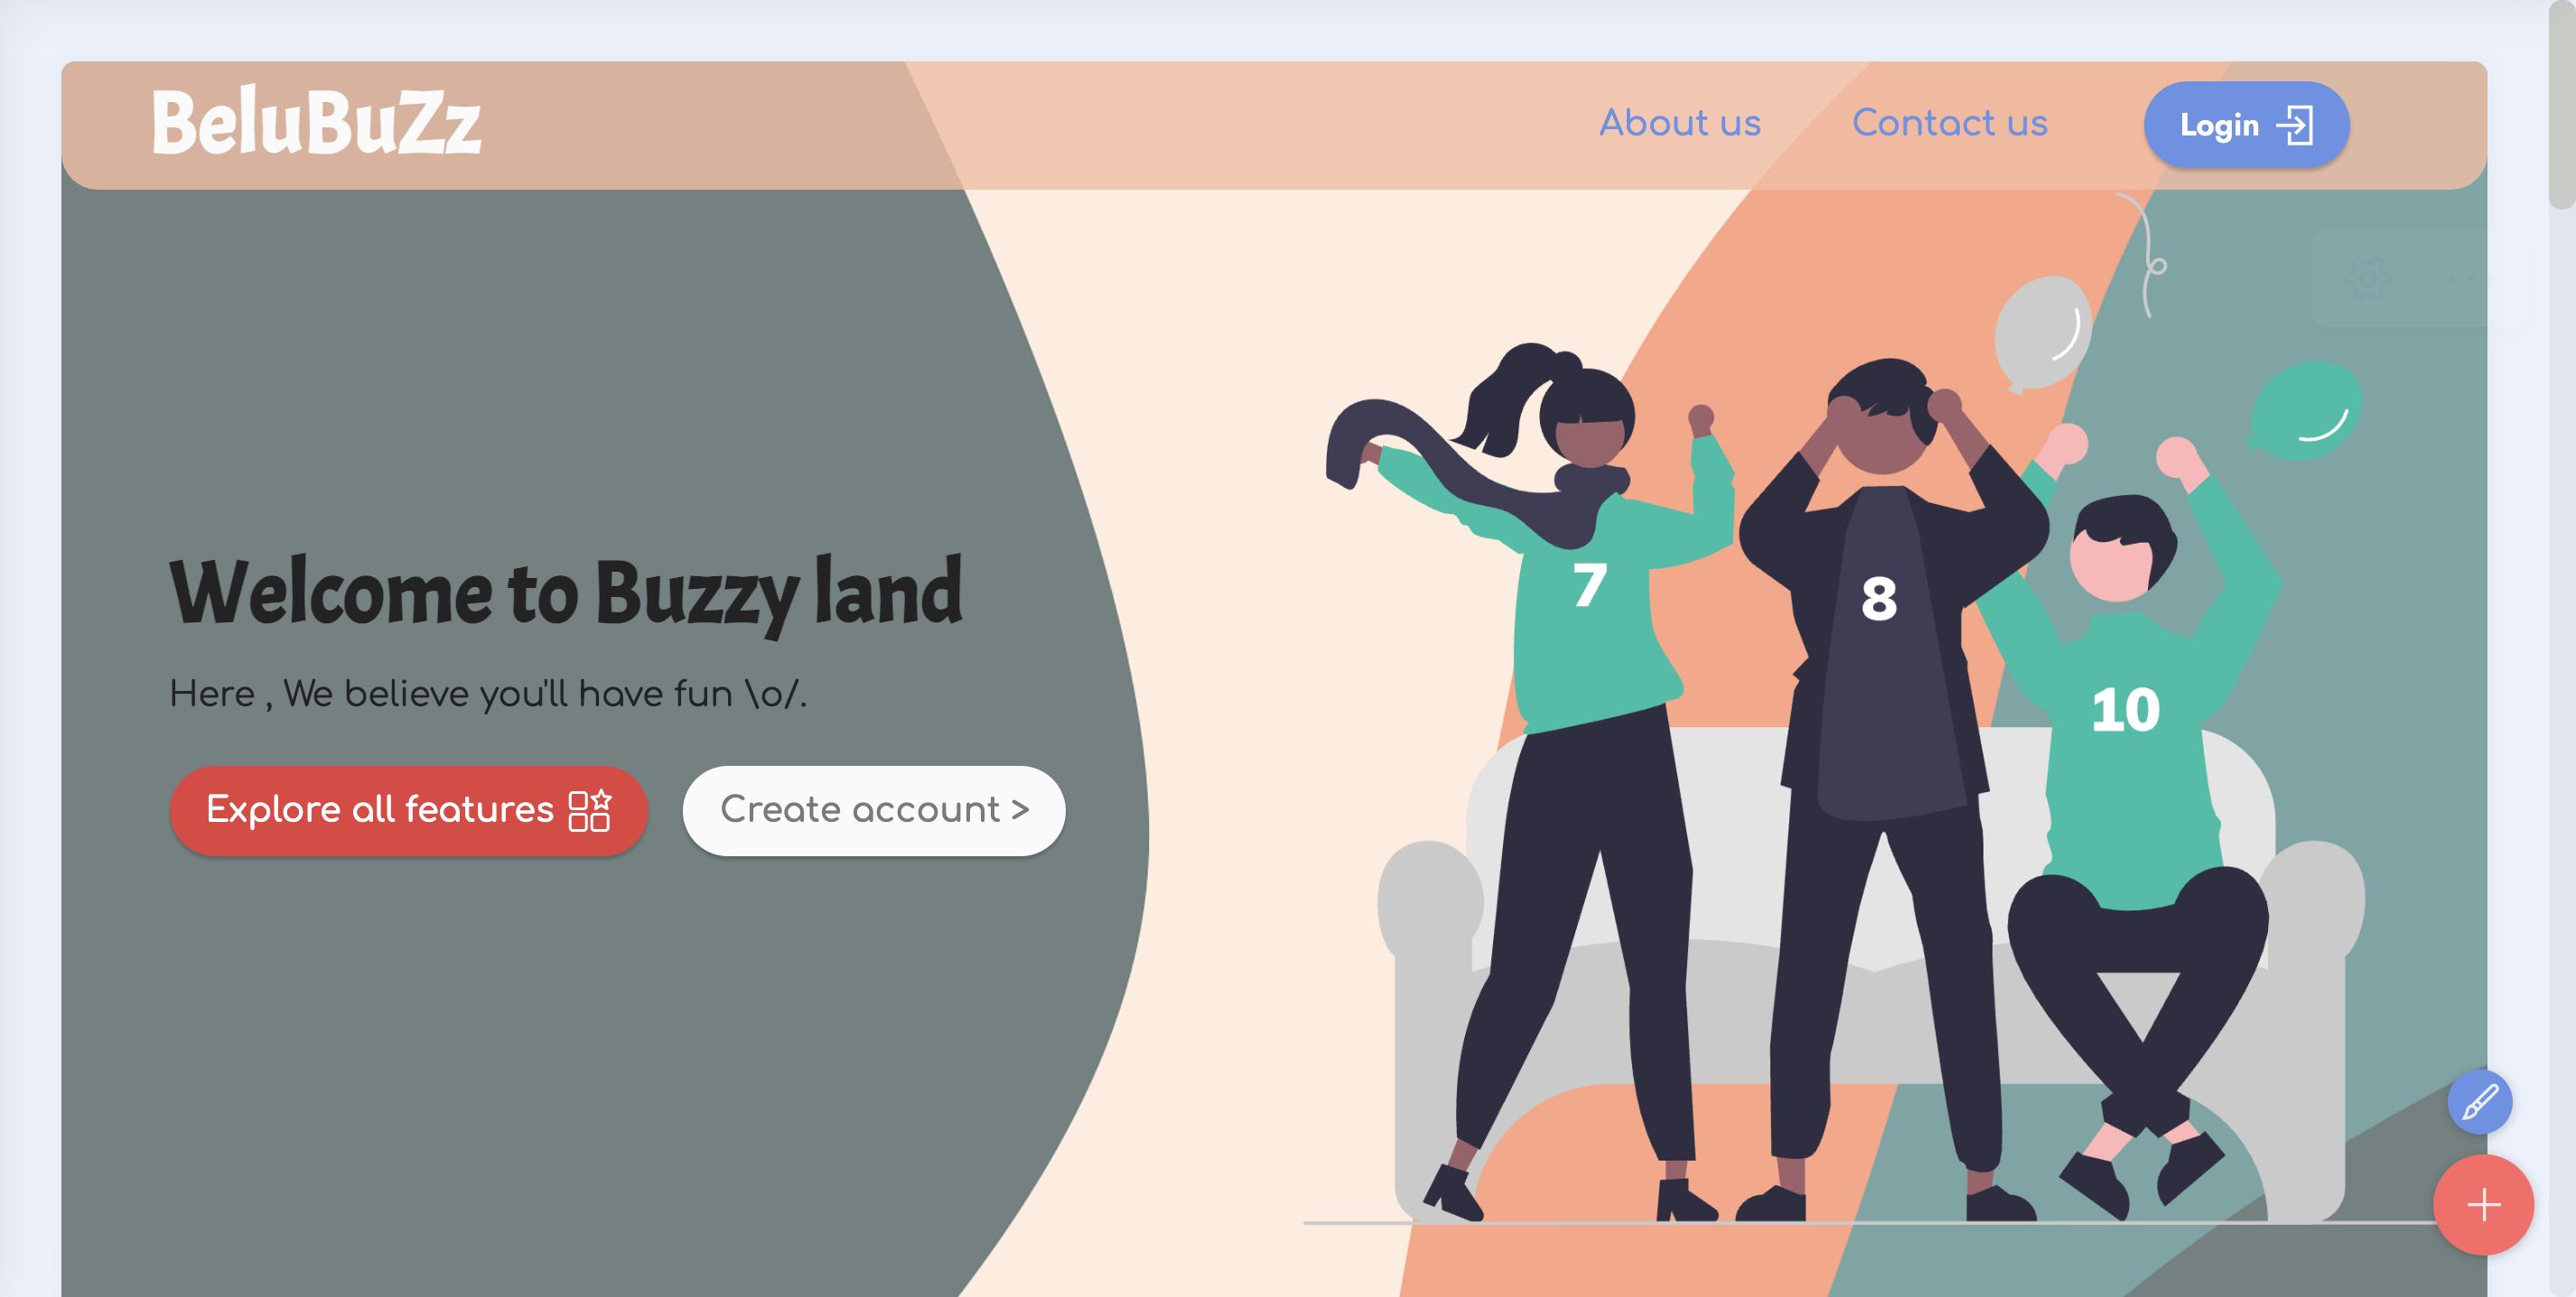 BeluBuZz
About us
Contact us
Login
Welcome to Buzzy land
Here , We believe you'll have fun \o/.
Explore all features
Create account >
7
8
10